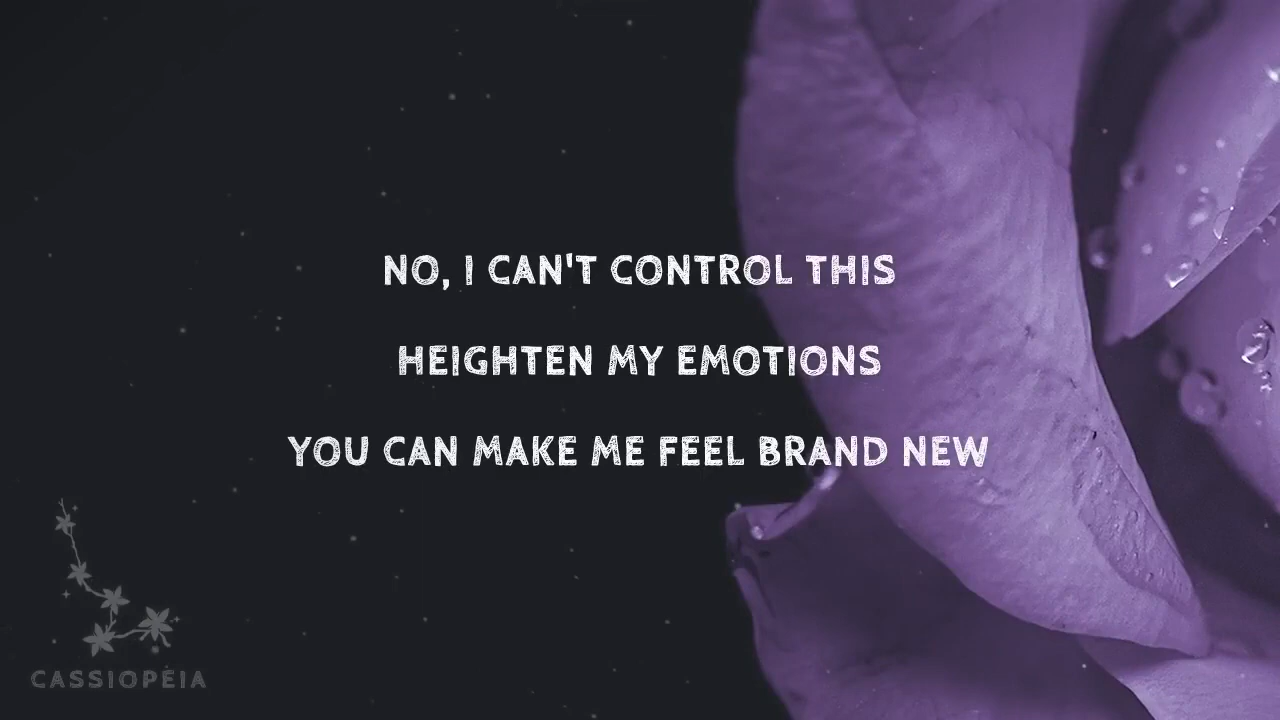 NO, I CAN'T CONTROL THIS
HEIGHTEN MY EMOTIONS
YOU CAN MAKE ME FEEL BRAND NEW
CASSIOPEIA